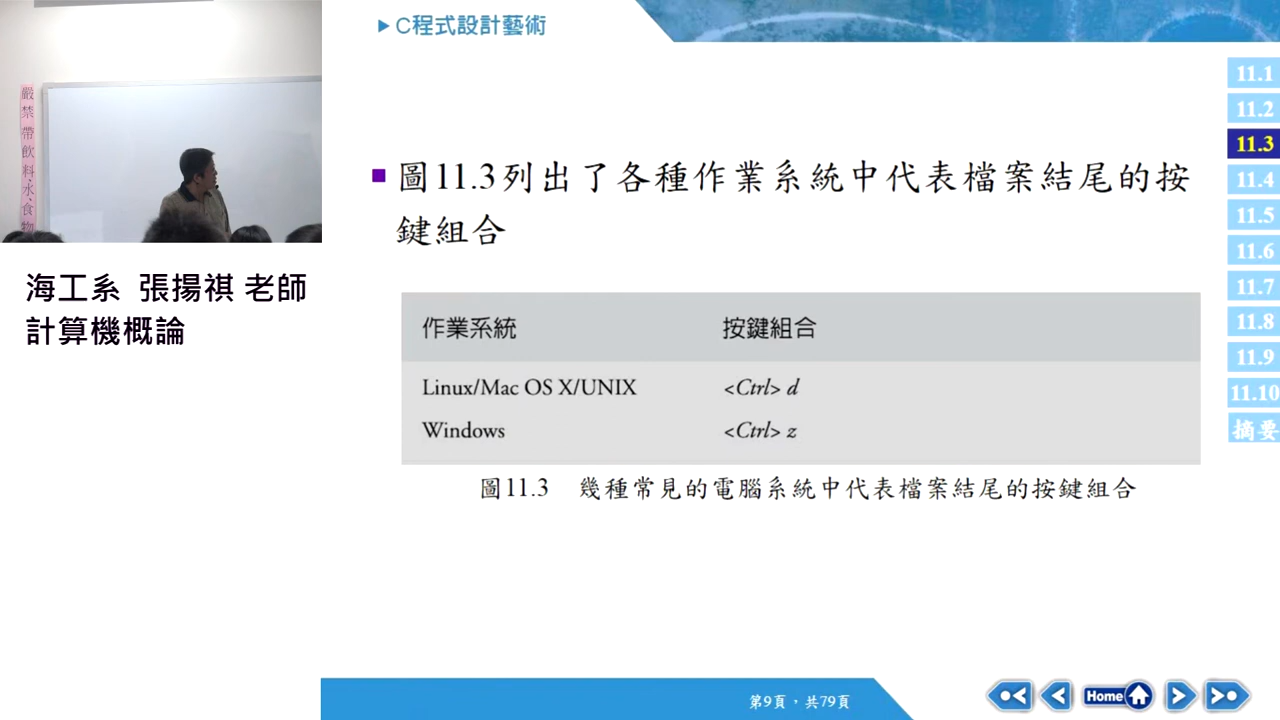 C程式設計藝術
嚴禁帶飲料、水、食物
海工系 張揚祺 老師
計算機概論
圖11.3列出了各種作業系統中代表檔案結尾的按
鍵組合
作業系統 按鍵組合
Linux/Mac OS X/UNIX <Ctrl> d
Windows <Ctrl> z
圖11.3 幾種常見的電腦系統中代表檔案結尾的按鍵組合
11.1
11.2
11.3
11.4
11.5
11.6
11.7
11.8
11.9
11.10
摘要
第9頁，共79頁
Home